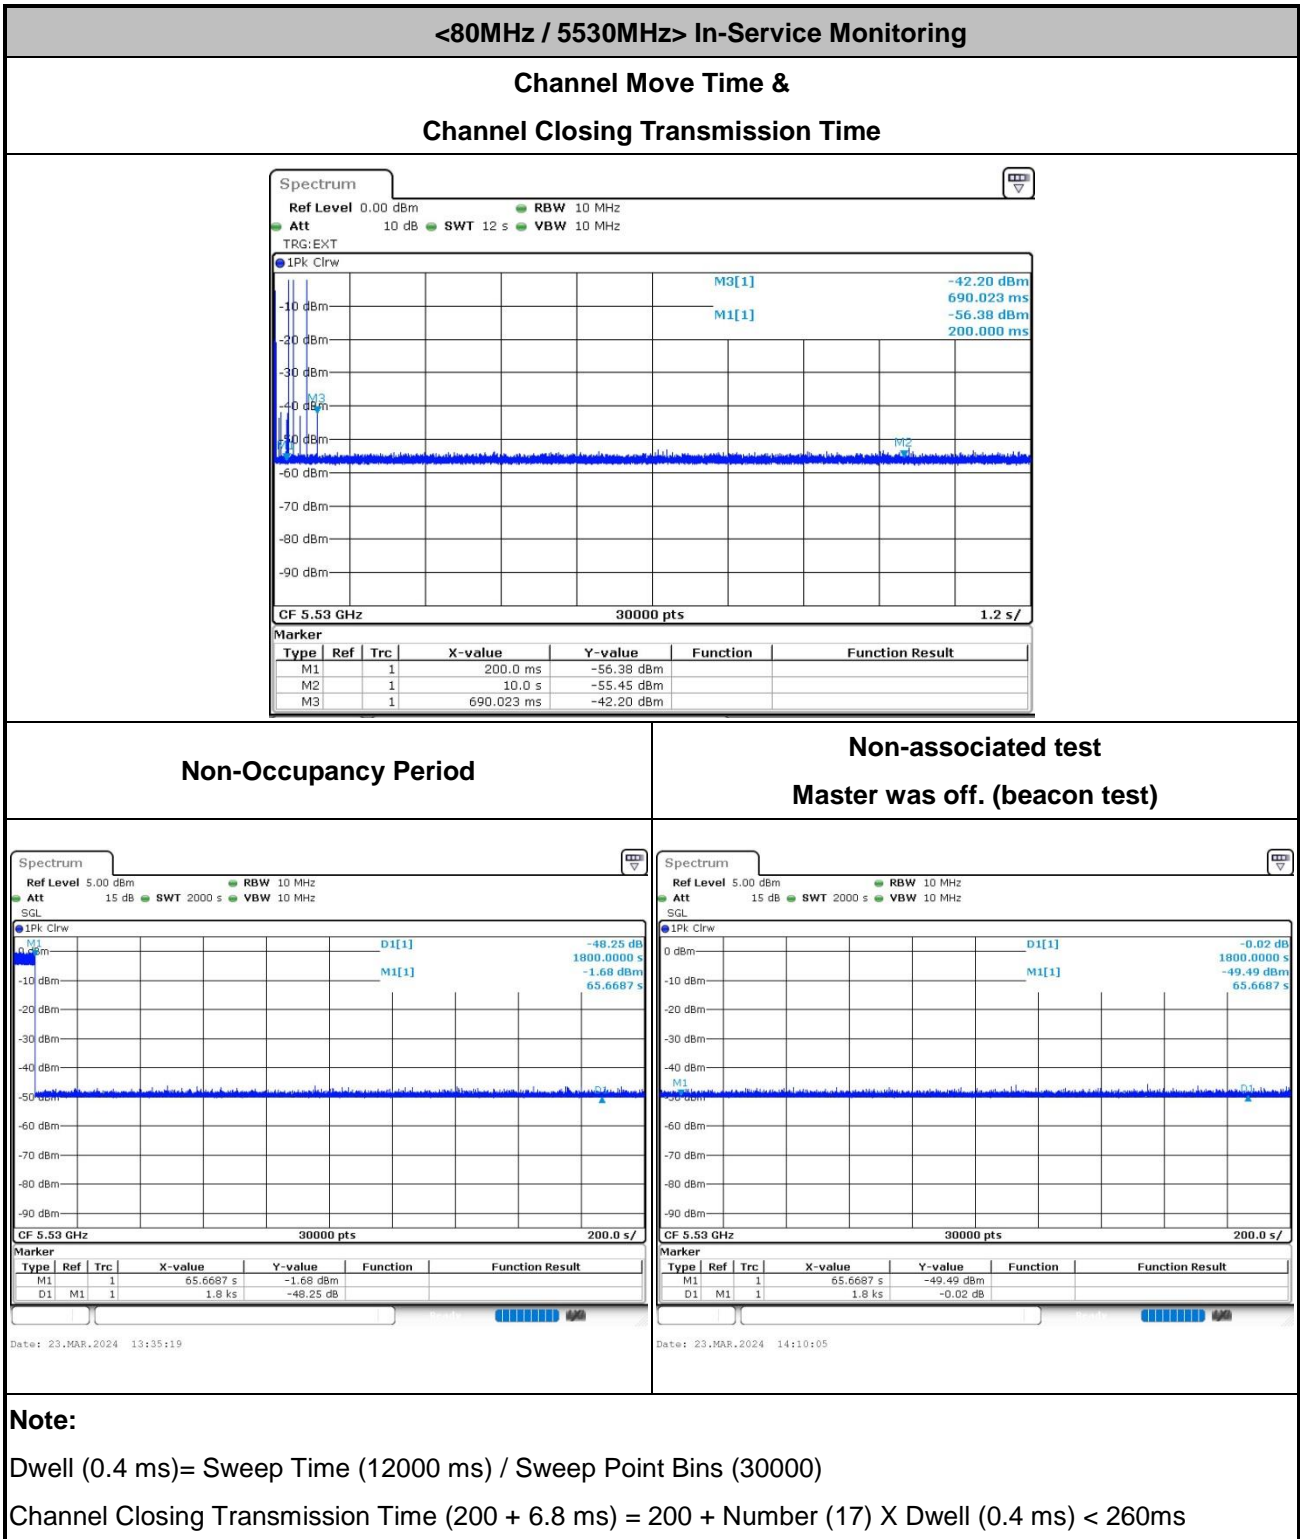 <80MHz / 5530MHz> In-Service Monitoring
Channel Move Time &
Channel Closing Transmission Time
Spectrum
Ref Level 0.00 dBm RBW 10 MHz
Att 10 dB SWT 12 s VBW 10 MHz
TRG:EXT
1Pk Clrw
M3[1] -42.20 dBm
690.023 ms
-10 dBm
M1[1] -56.38 dBm
200.000 ms
-20 dBm
-30 dBm
M3
-40 dBm
-50 dBm
M2
-60 dBm
-70 dBm
-80 dBm
-90 dBm
CF 5.53 GHz 30000 pts 1.2 s/
Marker
Type Ref Trc X-value Y-value Function Function Result
M1 1 200.0 ms -56.38 dBm
M2 1 10.0 s -55.45 dBm
M3 1 690.023 ms -42.20 dBm
Non-Occupancy Period
Non-associated test
Master was off. (beacon test)
Spectrum
Ref Level 5.00 dBm RBW 10 MHz
Att 15 dB SWT 2000 s VBW 10 MHz
SGL
1Pk Clrw
M1 D1[1] -48.25 dB
0 dBm
1800.0000 s
M1[1] -1.68 dBm
-10 dBm
65.6687 s
-20 dBm
-30 dBm
-40 dBm
D1
-50 dBm
-60 dBm
-70 dBm
-80 dBm
-90 dBm
CF 5.53 GHz 30000 pts 200.0 s/
Marker
Type Ref Trc X-value Y-value Function Function Result
M1 1 65.6687 s -1.68 dBm
D1 M1 1 1.8 ks -48.25 dB
Date: 23.MAR.2024 13:35:19
Spectrum
Ref Level 5.00 dBm RBW 10 MHz
Att 15 dB SWT 2000 s VBW 10 MHz
SGL
1Pk Clrw
D1[1] -0.02 dB
0 dBm
1800.0000 s
M1[1] -49.49 dBm
-10 dBm
65.6687 s
-20 dBm
-30 dBm
-40 dBm
M1
D1
-50 dBm
-60 dBm
-70 dBm
-80 dBm
-90 dBm
CF 5.53 GHz 30000 pts 200.0 s/
Marker
Type Ref Trc X-value Y-value Function Function Result
M1 1 65.6687 s -49.49 dBm
D1 M1 1 1.8 ks -0.02 dB
Date: 23.MAR.2024 14:10:05
Note:
Dwell (0.4 ms)= Sweep Time (12000 ms) / Sweep Point Bins (30000)
Channel Closing Transmission Time (200 + 6.8 ms) = 200 + Number (17) X Dwell (0.4 ms) < 260ms